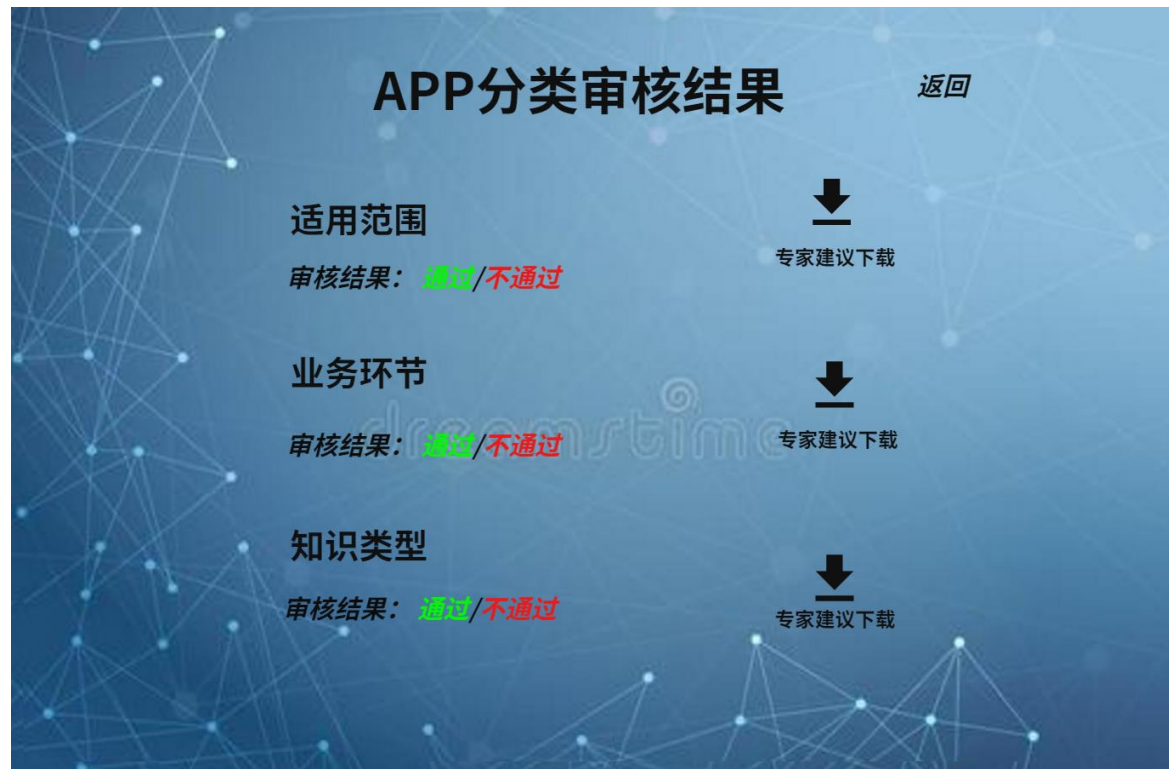 APP分类审核结果
返回
适用范围
审核结果： 通过/不通过
专家建议下载
业务环节
审核结果： 通过/不通过
专家建议下载
dreamstime
知识类型
审核结果： 通过/不通过
专家建议下载